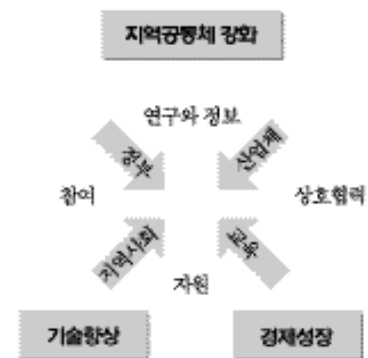 지역공동체 강화
연구와 정보
정부
산업체
참여
상호협력
지역사회
교육
자원
기술향상
경제성장